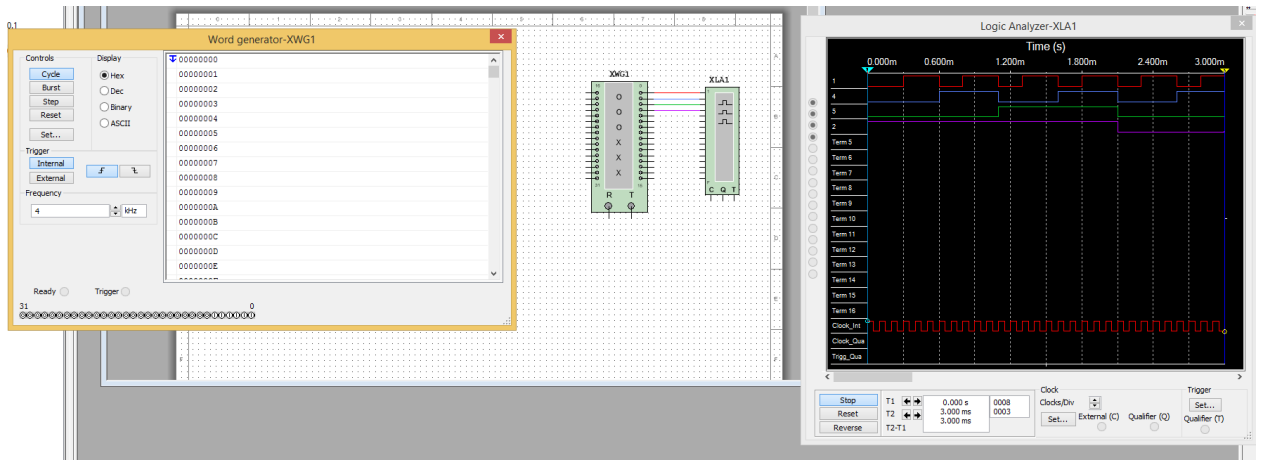 0.1
Word generator-XWG1
Controls
Cycle
Burst
Step
Reset
Set...
Display
Hex
Dec
Binary
ASCII
Trigger
Internal
External
Frequency
4 kHz
Ready
Trigger
31 0
00000000
00000001
00000002
00000003
00000004
00000005
00000006
00000007
00000008
00000009
0000000A
0000000B
0000000C
0000000D
0000000E
XWG1
O
O
O
X
X
X
R T
XLA1
C Q T
Logic Analyzer-XLA1
Time (s)
0.000m 0.600m 1.200m 1.800m 2.400m 3.000m
1
4
5
2
Term 5
Term 6
Term 7
Term 8
Term 9
Term 10
Term 11
Term 12
Term 13
Term 14
Term 15
Term 16
Clock_Int
Clock_Qua
Trigg_Qua
Stop
Reset
Reverse
T1 0.000 s 0008
T2 3.000 ms 0003
T2-T1 3.000 ms
Clock
Clocks/Div
Set...
External (C)
Qualifier (Q)
Trigger
Set...
Qualifier (T)